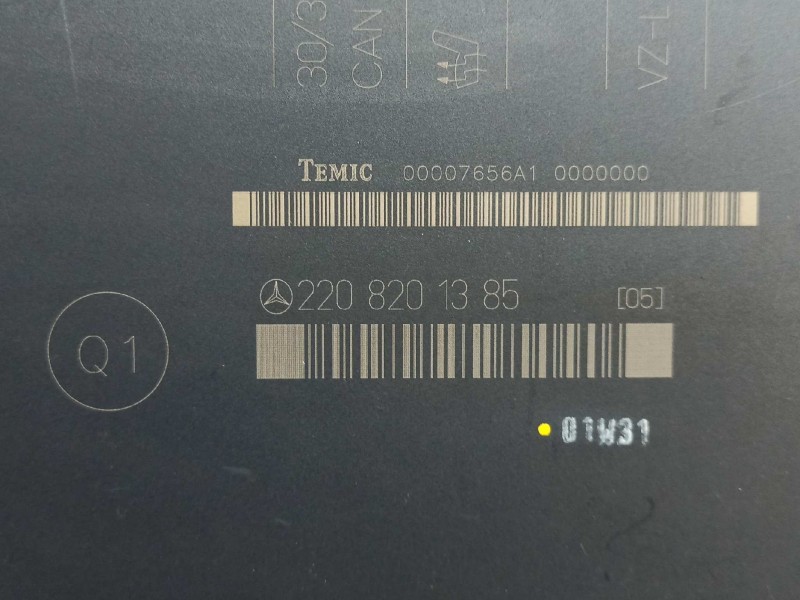 30/3
CAN
VZ-L
TEMIC 00007656A1 0000000
220 820 13 85 [05]
Q1
01W31